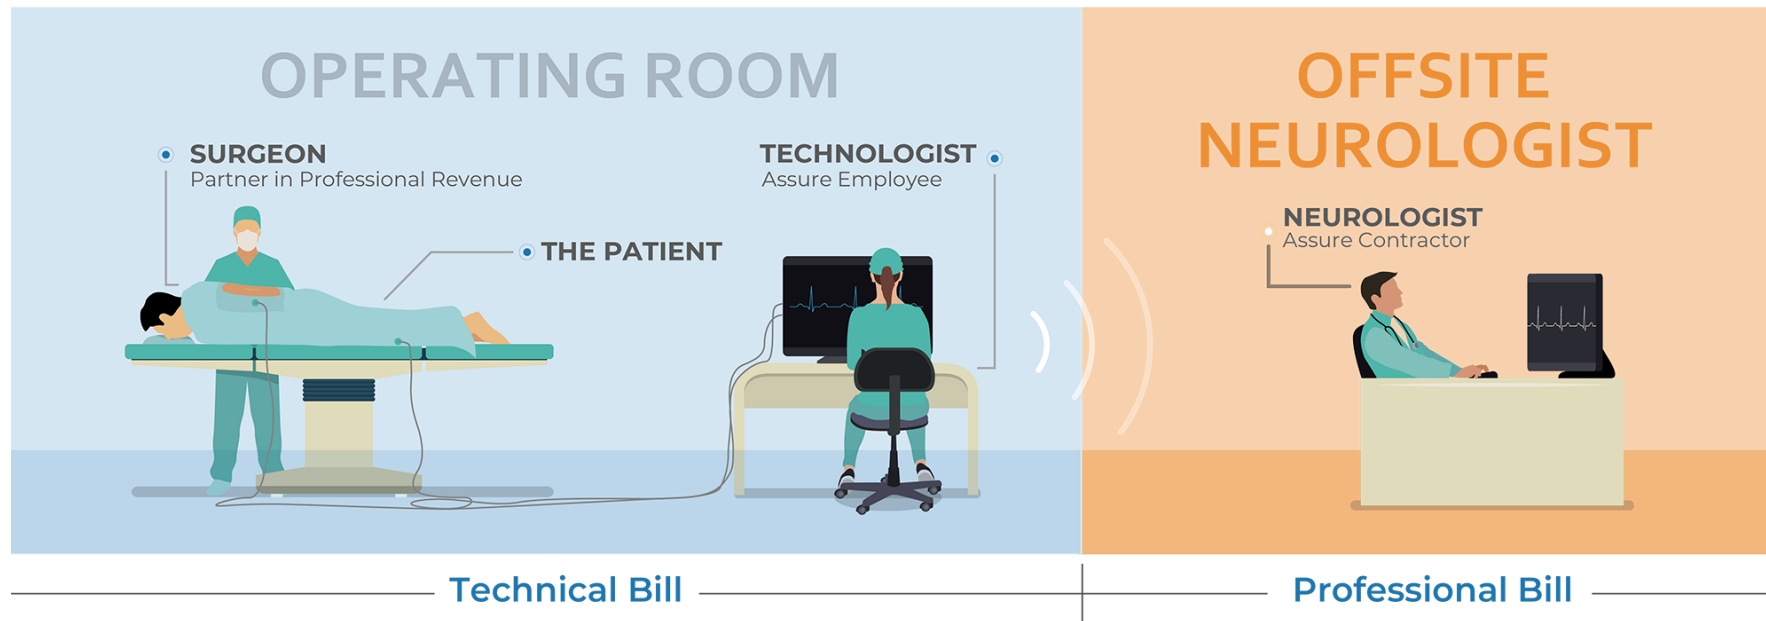 OPERATING ROOM
SURGEON
Partner in Professional Revenue
THE PATIENT
TECHNOLOGIST
Assure Employee
OFFSITE
NEUROLOGIST
NEUROLOGIST
Assure Contractor
Technical Bill
Professional Bill